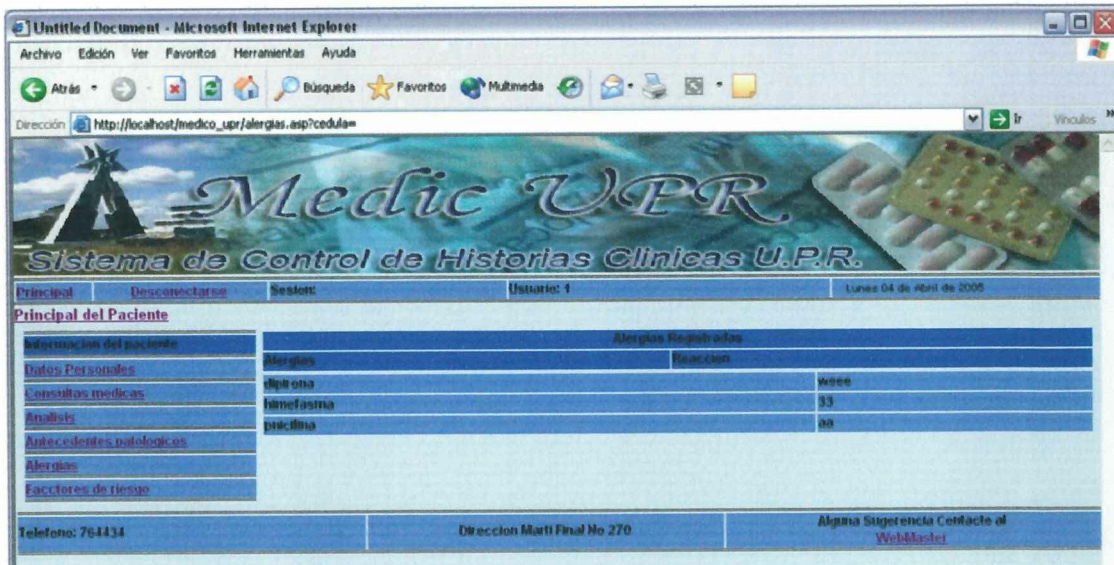 Untitled Document - Microsoft Internet Explorer
Archivo Edición Ver Favoritos Herramientas Ayuda
Atrás Búsqueda Favoritos Multimedia
Dirección http://localhost/medico_upr/alergias.asp?cedula= Ir Vínculos »
Medic UPR
Sistema de Control de Historias Clinicas U.P.R.
Principal Desconectarse Sesion: Usuario: 1 Lunes 04 de Abril de 2005
Principal del Paciente
Informacion del paciente
Datos Personales
Consultas medicas
Analisis
Antecedentes patologicos
Alergias
Facctores de riesgo
Alergias Registradas
Alergias Reaccion
dipirona weee
himefasma 33
pnicilina aa
Telefono: 764434 Direccion Marti Final No 270 Alguna Sugerencia Contacte al
WebMaster